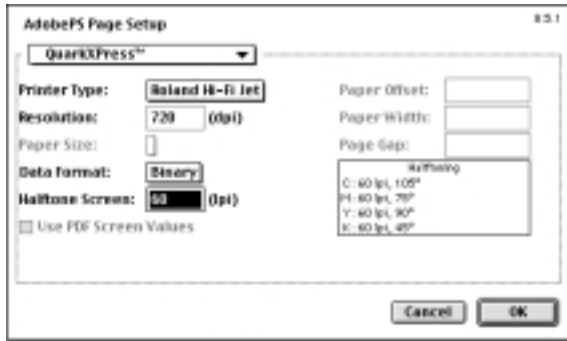 AdobePS Page Setup
8.5.1
QuarkXPress™
Printer Type: Roland Hi-Fi Jet
Resolution: 720 (dpi)
Paper Size:
Data Format: Binary
Halftone Screen: 60 (lpi)
Use PDF Screen Values
Paper Offset:
Paper Width:
Page Gap:
Halftoning
C: 60 lpi, 105°
M: 60 lpi, 75°
Y: 60 lpi, 90°
K: 60 lpi, 45°
Cancel
OK